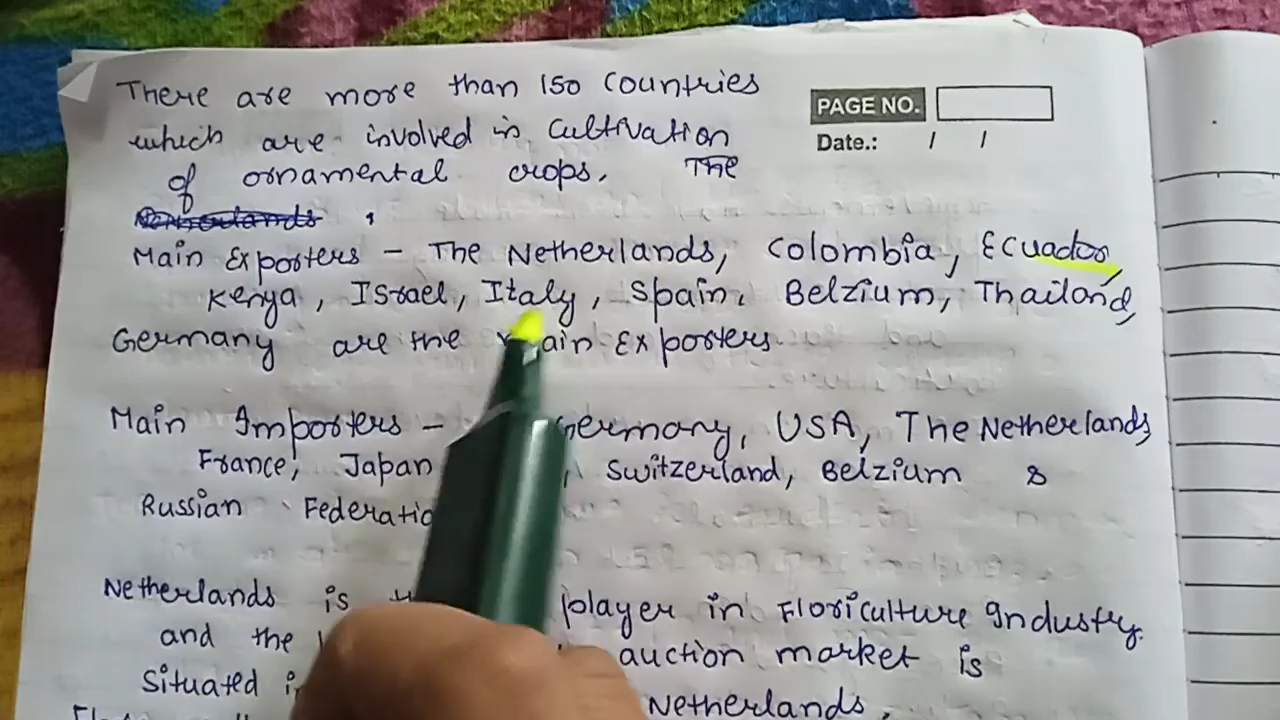 There are more than 150 countries
PAGE NO.
which are involved in cultivation
Date.: / /
of ornamental crops. The
Main Exporters - The Netherlands, Colombia, Ecuador,
Kenya, Israel, Italy, Spain, Belzium, Thailand,
Germany are the main Exporters.
Main Importers - Germany, USA, The Netherlands,
France, Japan , Switzerland, Belzium &
Russian Federatio
Netherlands is player in Floriculture Industry.
and the auction market is
Situated in
Netherlands.